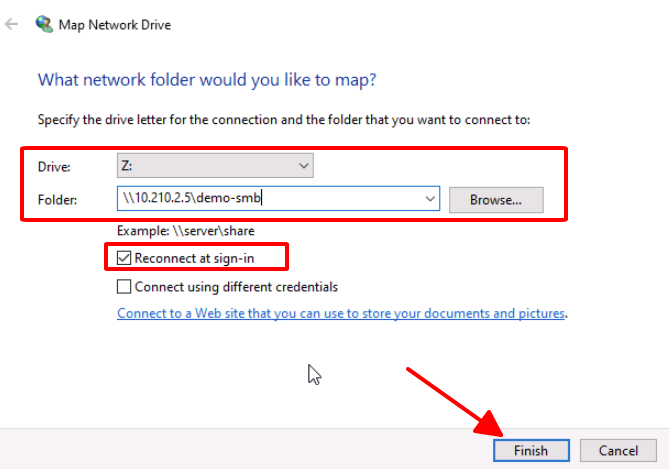 Map Network Drive
What network folder would you like to map?
Specify the drive letter for the connection and the folder that you want to connect to:
Drive: Z:
Folder: \\10.210.2.5\demo-smb Browse...
Example: \\server\share
Reconnect at sign-in
Connect using different credentials
Connect to a Web site that you can use to store your documents and pictures.
Finish Cancel